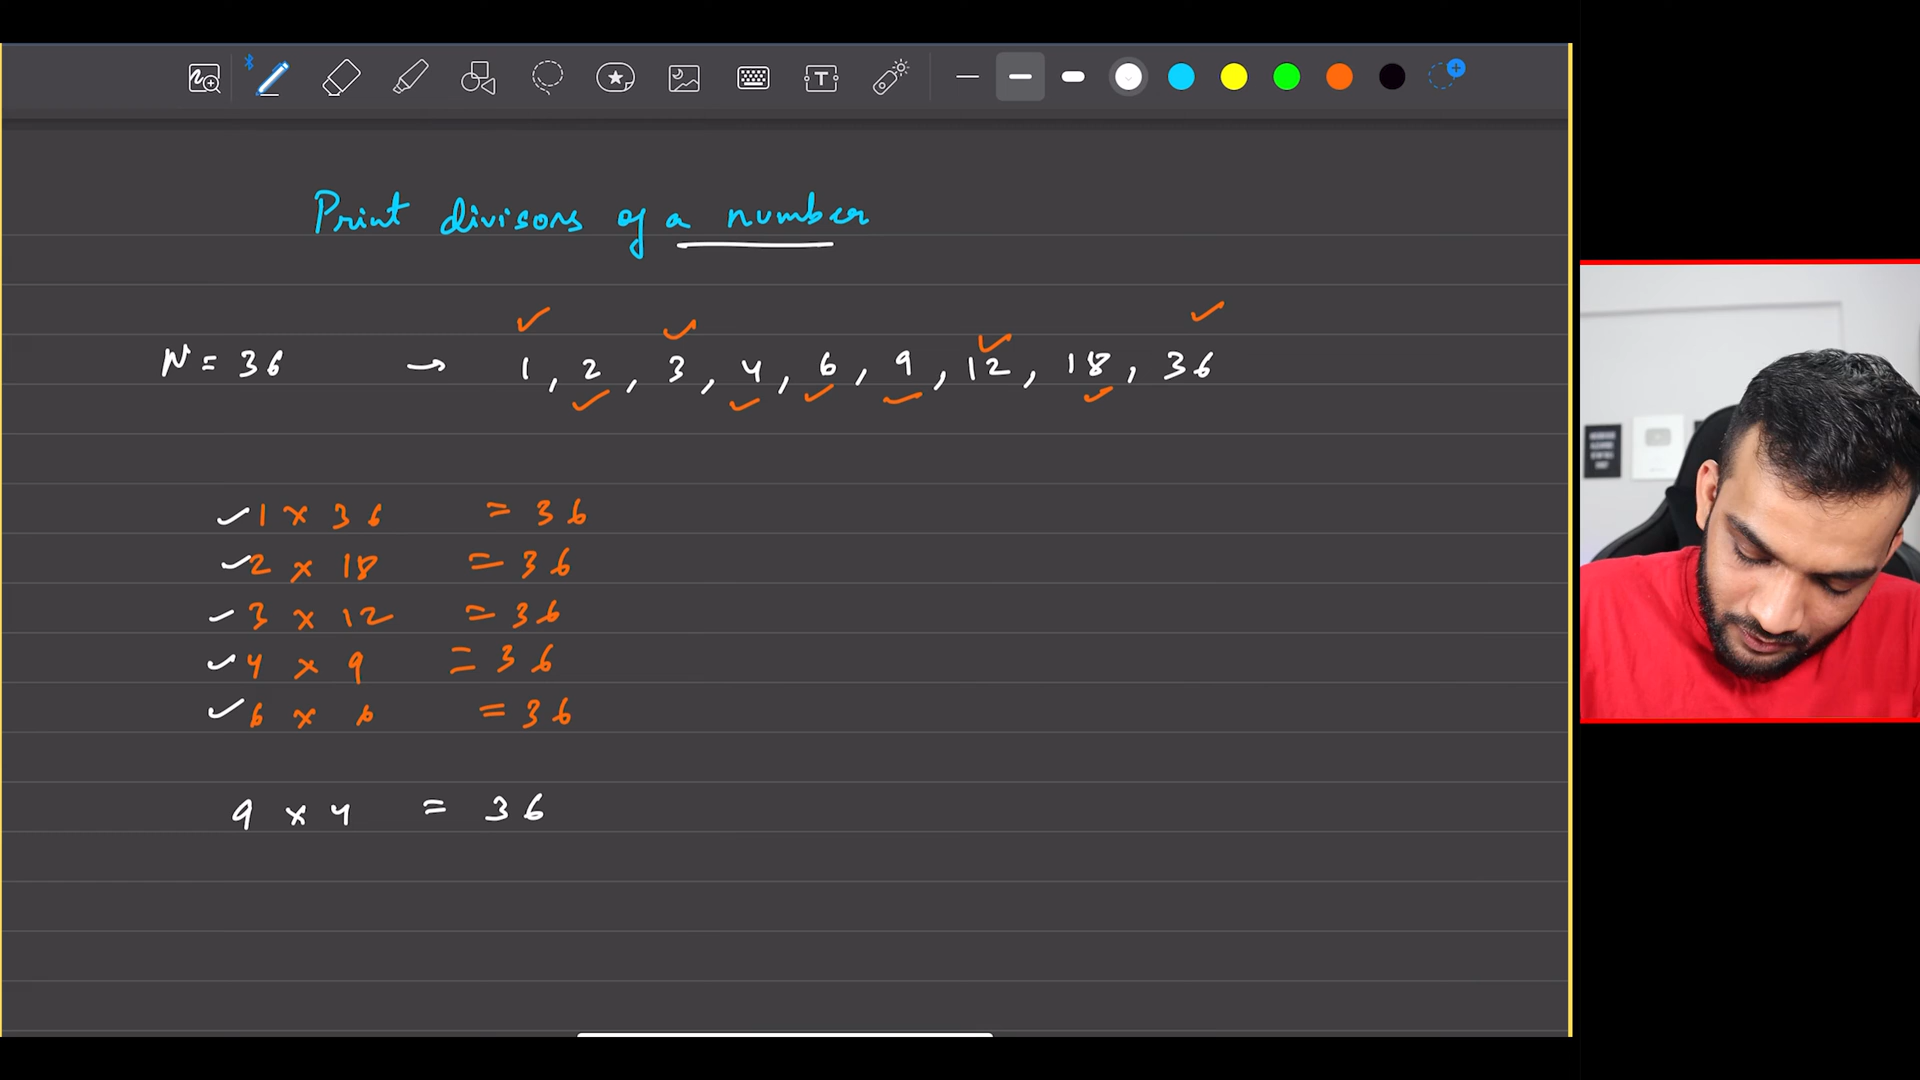 Print divisors of a number
N = 36 → 1, 2, 3, 4, 6, 9, 12, 18, 36
1 × 36 = 36
2 × 18 = 36
3 × 12 = 36
4 × 9 = 36
6 × 6 = 36
9 × 4 = 36